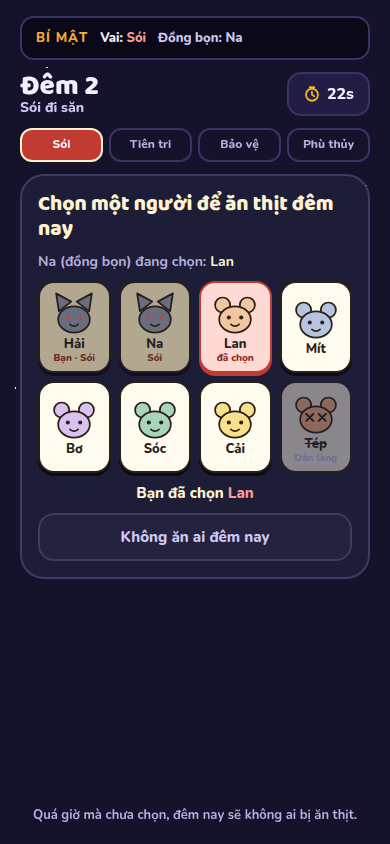 BÍ MẬT Vai: Sói Đồng bọn: Na
Đêm 2
Sói đi săn
22s
Sói Tiên tri Bảo vệ Phù thủy
Chọn một người để ăn thịt đêm
nay
Na (đồng bọn) đang chọn: Lan
Hải Na Lan Mít
Bạn · Sói Sói đã chọn
Bơ Sóc Cải Tép
Dân làng
Bạn đã chọn Lan
Không ăn ai đêm nay
Quá giờ mà chưa chọn, đêm nay sẽ không ai bị ăn thịt.